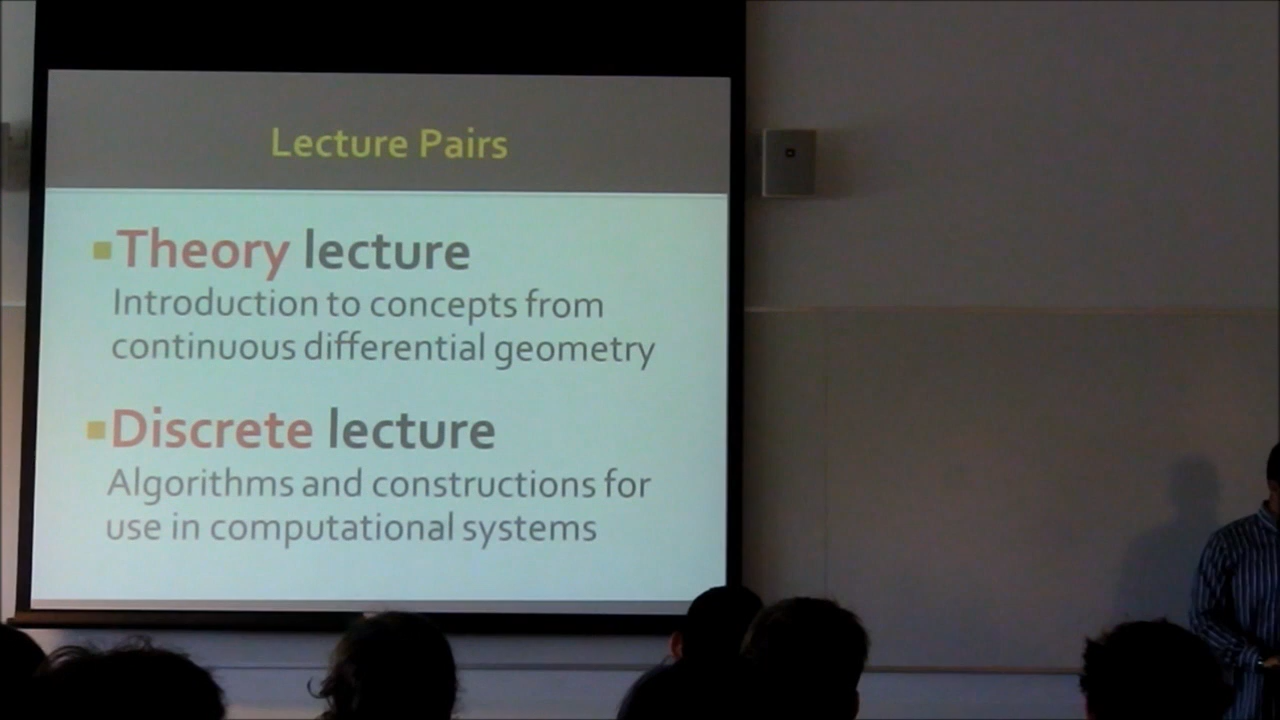 Lecture Pairs
Theory lecture
Introduction to concepts from
continuous differential geometry
Discrete lecture
Algorithms and constructions for
use in computational systems